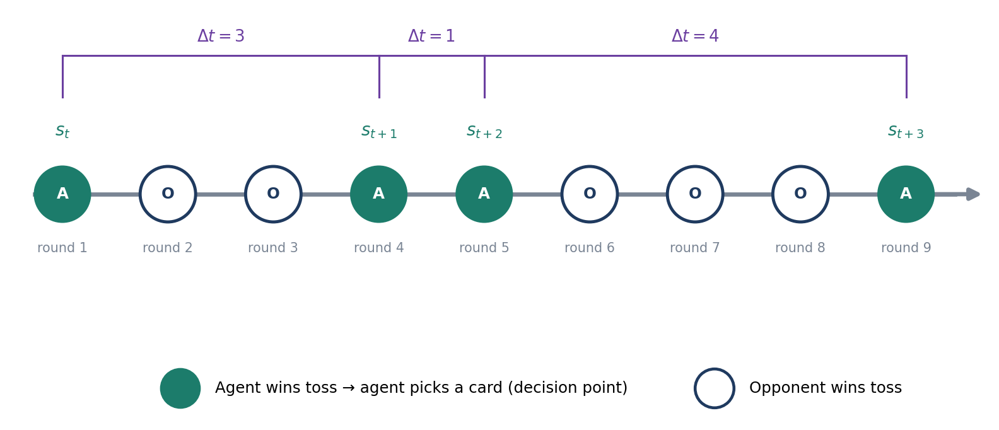 Δt = 3 Δt = 1 Δt = 4
s_t s_{t+1} s_{t+2} s_{t+3}
A O O A A O O O A
round 1 round 2 round 3 round 4 round 5 round 6 round 7 round 8 round 9
Agent wins toss → agent picks a card (decision point) Opponent wins toss